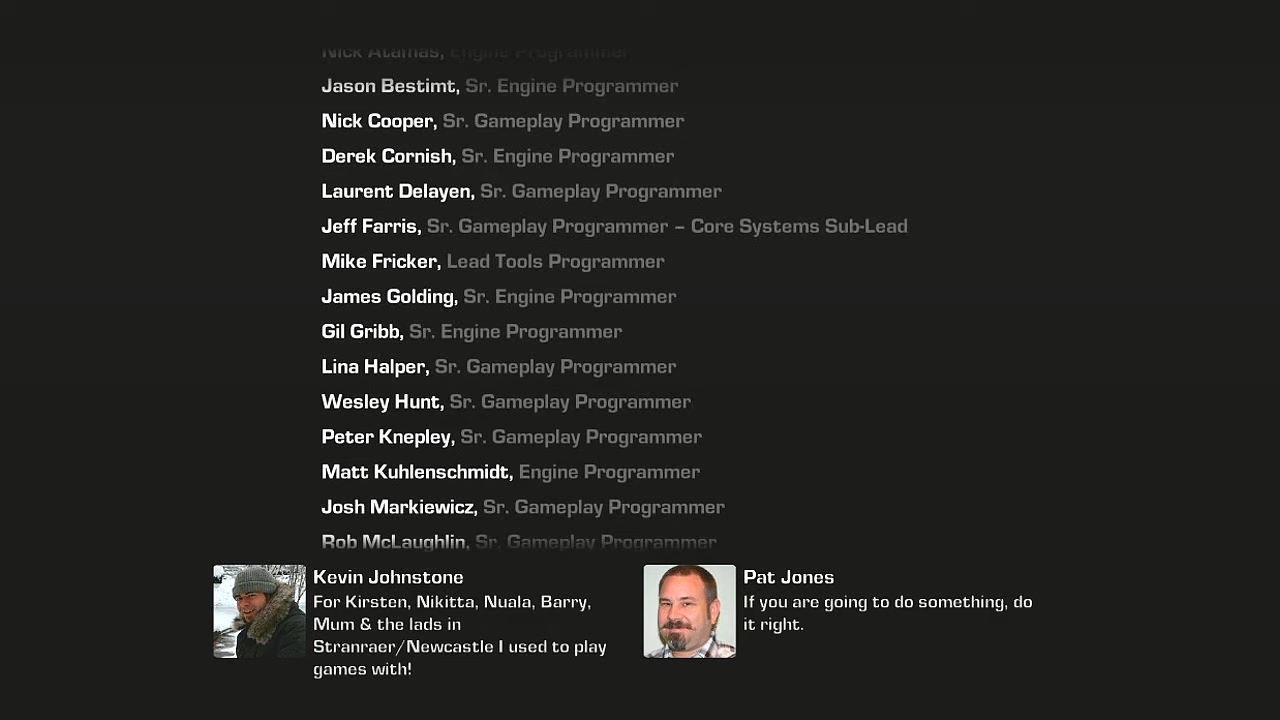 Nick Atamas, Engine Programmer
Jason Bestimt, Sr. Engine Programmer
Nick Cooper, Sr. Gameplay Programmer
Derek Cornish, Sr. Engine Programmer
Laurent Delayen, Sr. Gameplay Programmer
Jeff Farris, Sr. Gameplay Programmer – Core Systems Sub-Lead
Mike Fricker, Lead Tools Programmer
James Golding, Sr. Engine Programmer
Gil Gribb, Sr. Engine Programmer
Lina Halper, Sr. Gameplay Programmer
Wesley Hunt, Sr. Gameplay Programmer
Peter Knepley, Sr. Gameplay Programmer
Matt Kuhlenschmidt, Engine Programmer
Josh Markiewicz, Sr. Gameplay Programmer
Rob McLaughlin, Sr. Gameplay Programmer
Kevin Johnstone
For Kirsten, Nikitta, Nuala, Barry,
Mum & the lads in
Stranraer/Newcastle I used to play
games with!
Pat Jones
If you are going to do something, do
it right.